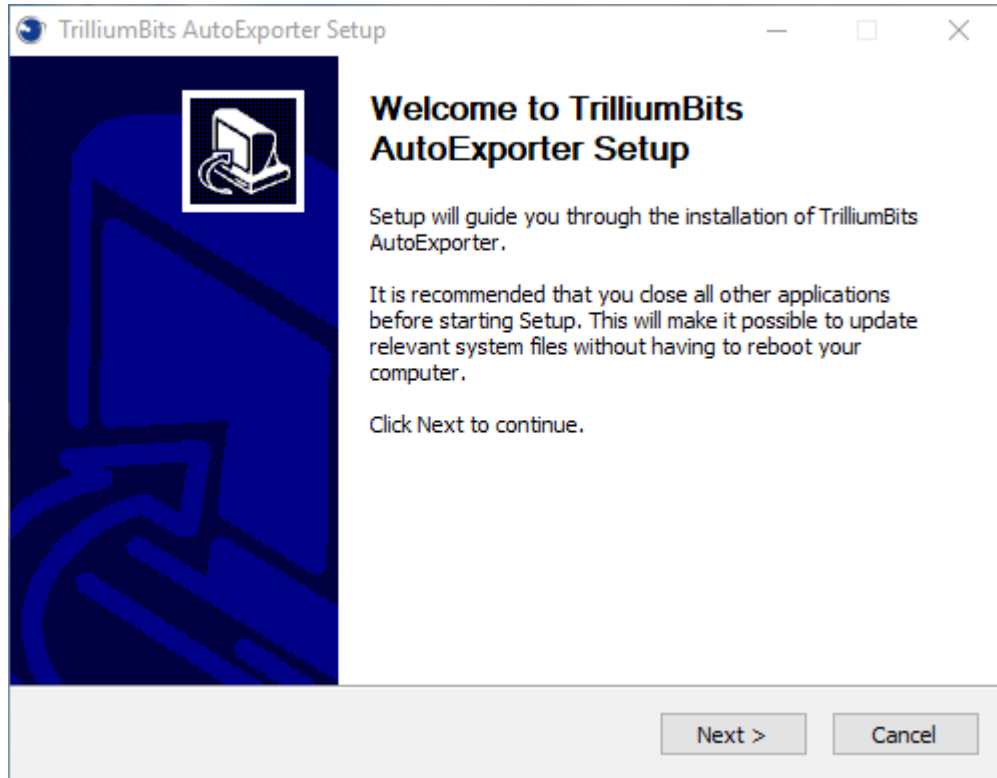 TrilliumBits AutoExporter Setup
Welcome to TrilliumBits
AutoExporter Setup
Setup will guide you through the installation of TrilliumBits
AutoExporter.
It is recommended that you close all other applications
before starting Setup. This will make it possible to update
relevant system files without having to reboot your
computer.
Click Next to continue.
Next >
Cancel